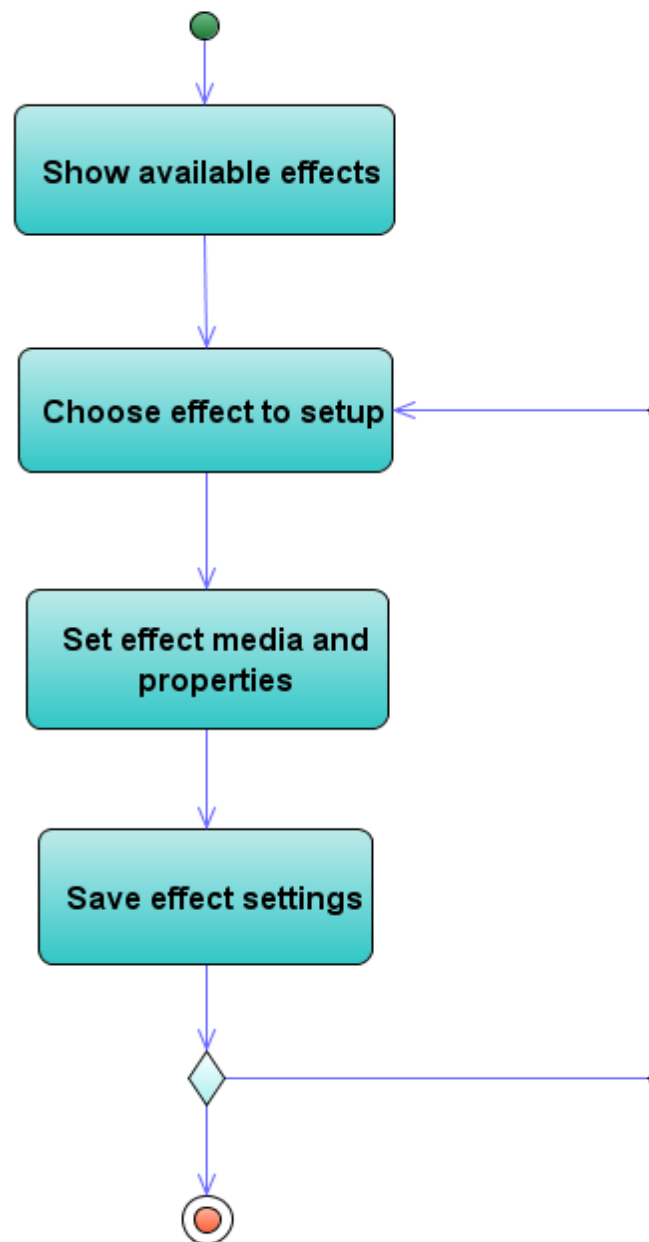 Show available effects
Choose effect to setup
Set effect media and
properties
Save effect settings